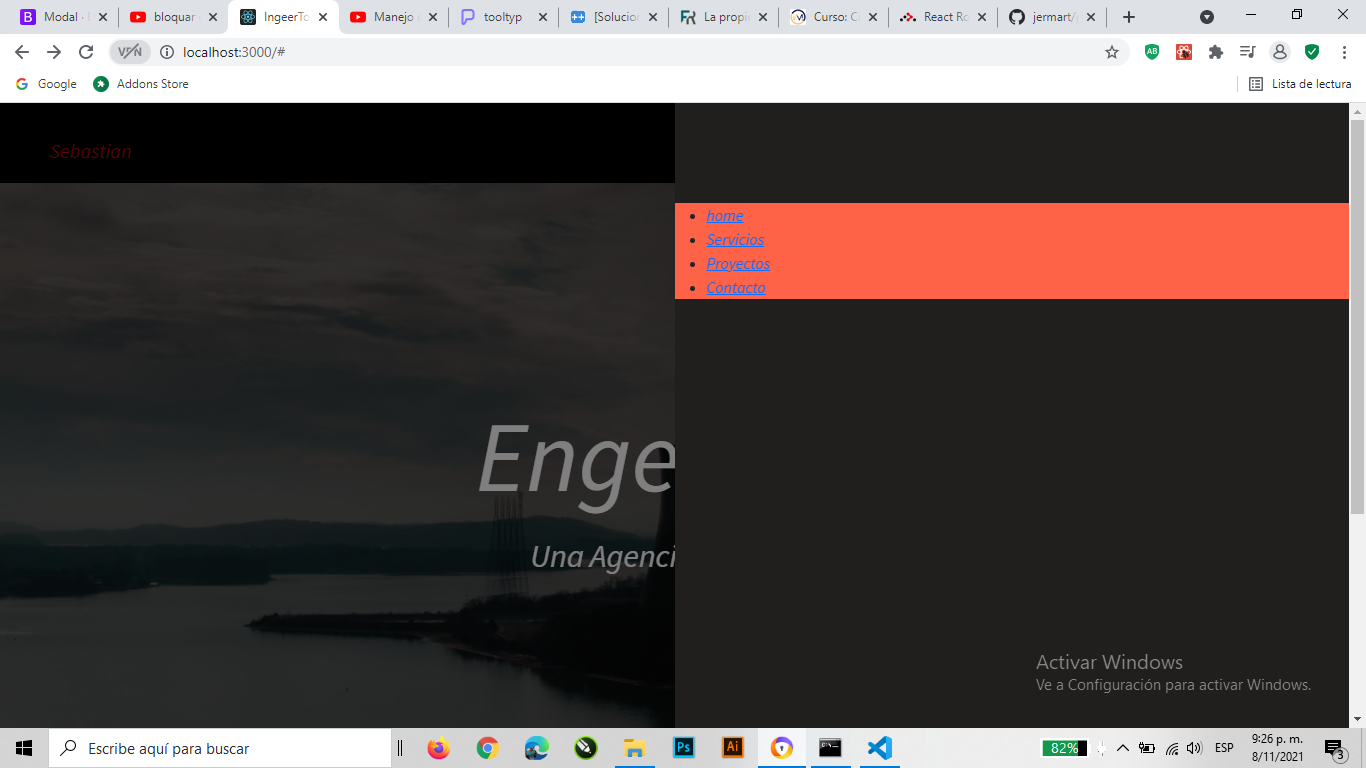 Modal · 
bloquar
IngeerTo
Manejo
tooltyp
[Solucion
La propi
Curso: C
React Ro
jermart/
VPN
localhost:3000/#
Google
Addons Store
Lista de lectura
Sebastian
home
Servicios
Proyectos
Contacto
Enge
Una Agenci
Activar Windows
Ve a Configuración para activar Windows.
Escribe aquí para buscar
Ps
Ai
82%
ESP
9:26 p. m.
8/11/2021
3